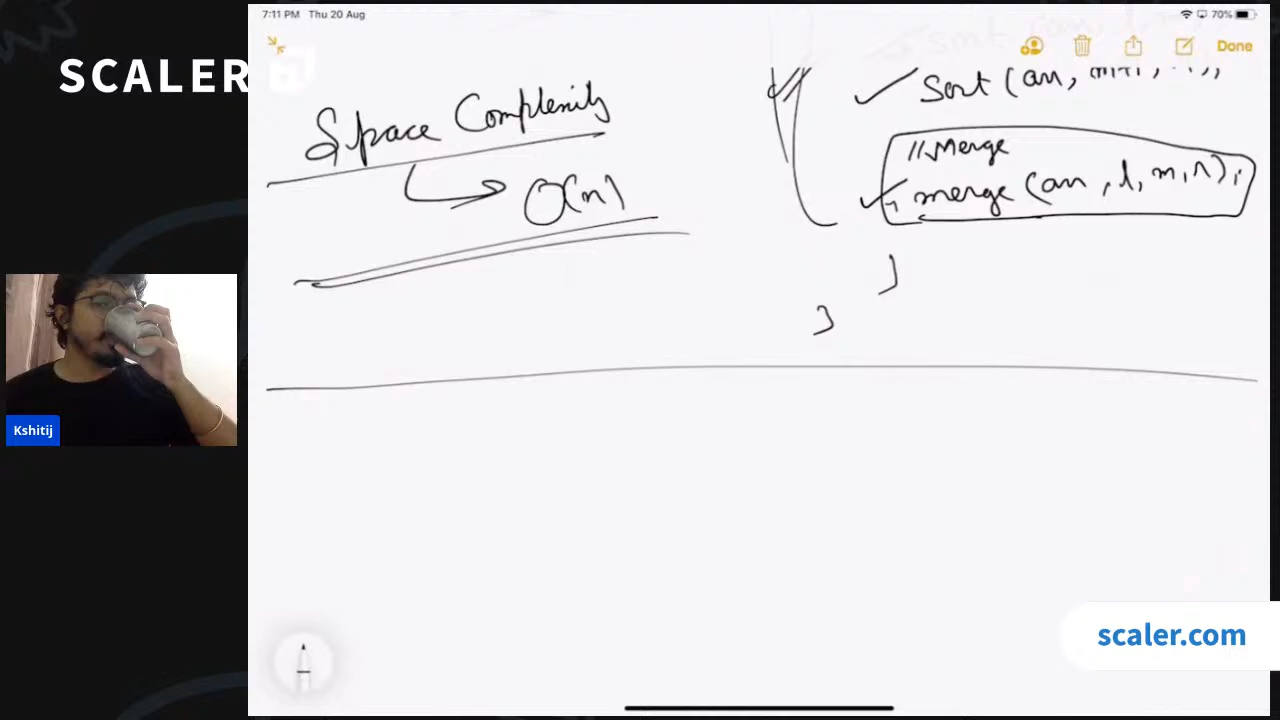 7:11 PM Thu 20 Aug
70%
Done
SCALER
Space Complexity
O(n)
Sort (arr, m+1, r);
//Merge
merge (arr, l, m, r);
}
}
Kshitij
scaler.com